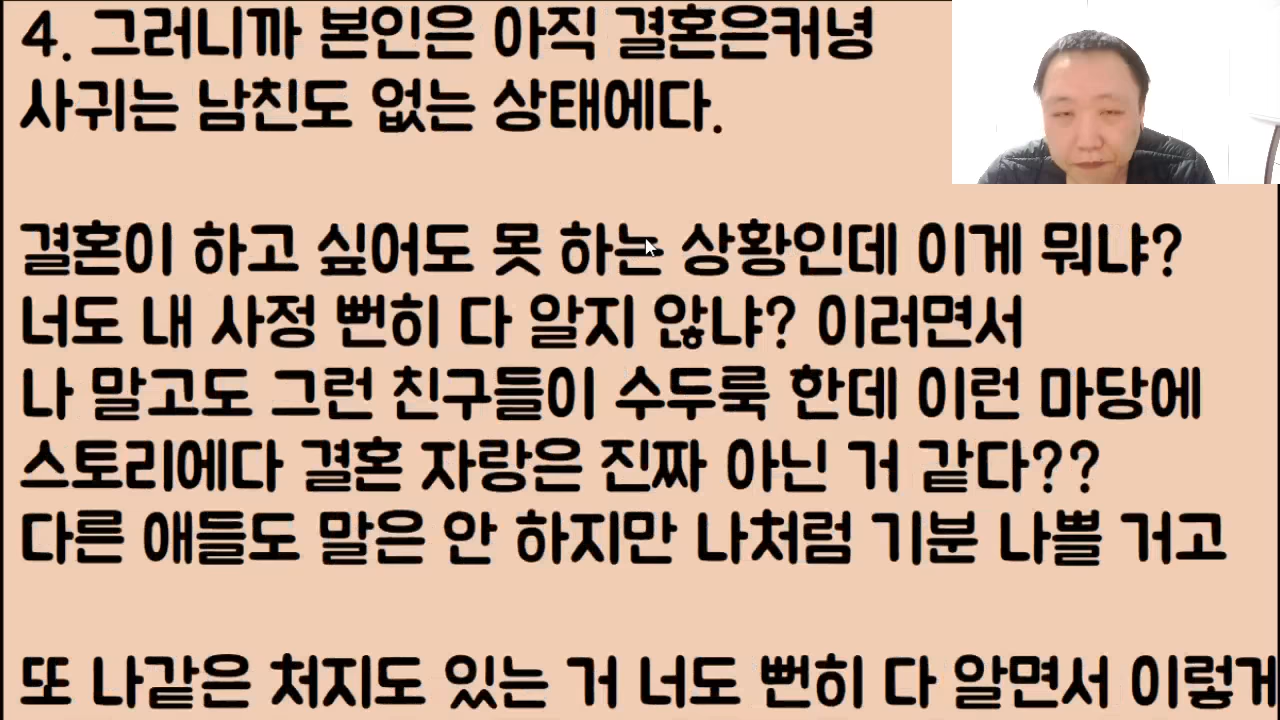 4. 그러니까 본인은 아직 결혼은커녕
사귀는 남친도 없는 상태에다.
결혼이 하고 싶어도 못 하는 상황인데 이게 뭐냐?
너도 내 사정 뻔히 다 알지 않냐? 이러면서
나 말고도 그런 친구들이 수두룩 한데 이런 마당에
스토리에다 결혼 자랑은 진짜 아닌 거 같다??
다른 애들도 말은 안 하지만 나처럼 기분 나쁠 거고
또 나같은 처지도 있는 거 너도 뻔히 다 알면서 이렇게